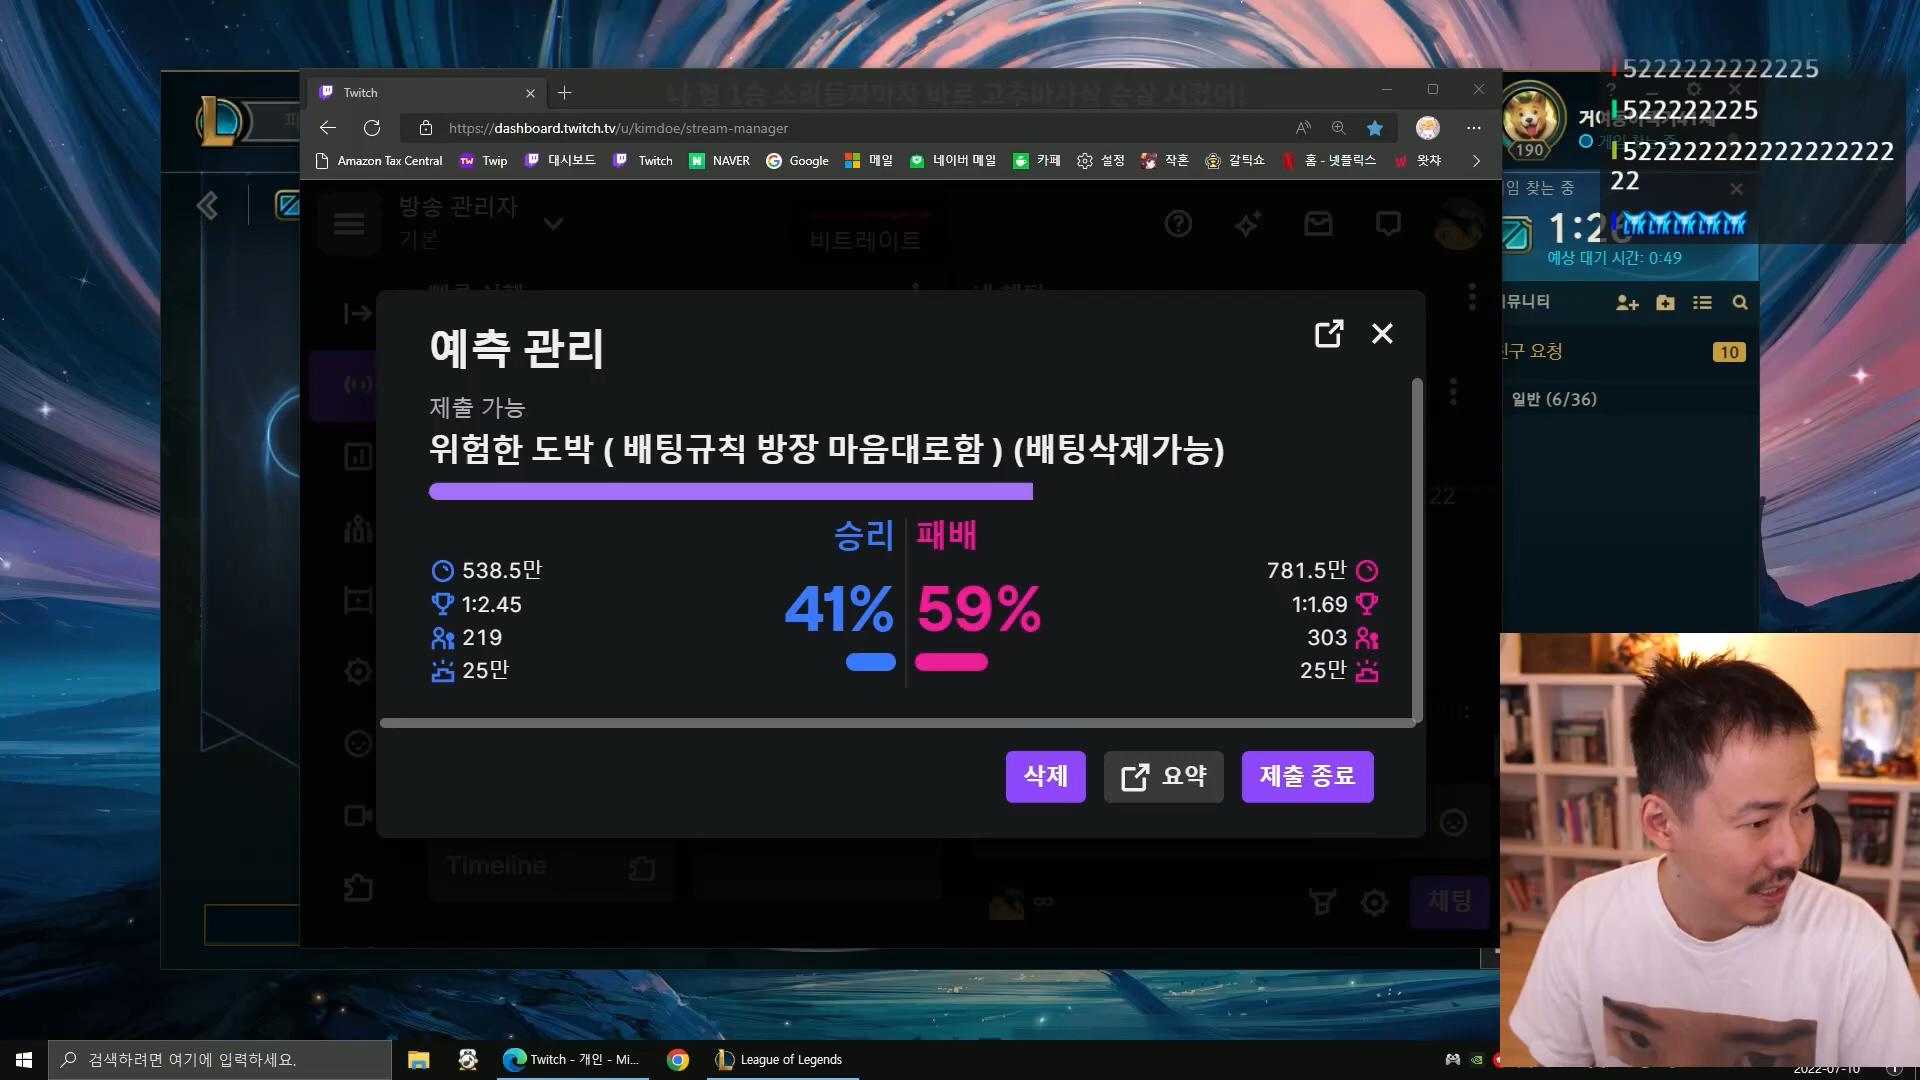 Twitch
https://dashboard.twitch.tv/u/kimdoe/stream-manager
Amazon Tax Central
Twip
대시보드
Twitch
NAVER
Google
메일
네이버 메일
카페
설정
작혼
갈틱쇼
홈 - 넷플릭스
왓챠
방송 관리자
기본
비트레이트
예측 관리
제출 가능
위험한 도박 ( 배팅규칙 방장 마음대로함 ) (배팅삭제가능)
승리
패배
538.5만
1:2.45
219
25만
41%
59%
781.5만
1:1.69
303
25만
삭제
요약
제출 종료
Timeline
채팅
5222222222225
522222225
522222222222222222
22
190
임 찾는 중
예상 대기 시간: 0:49
구 요청
10
일반 (6/36)
검색하려면 여기에 입력하세요.
Twitch - 개인 - Mi...
League of Legends
2022-07-10